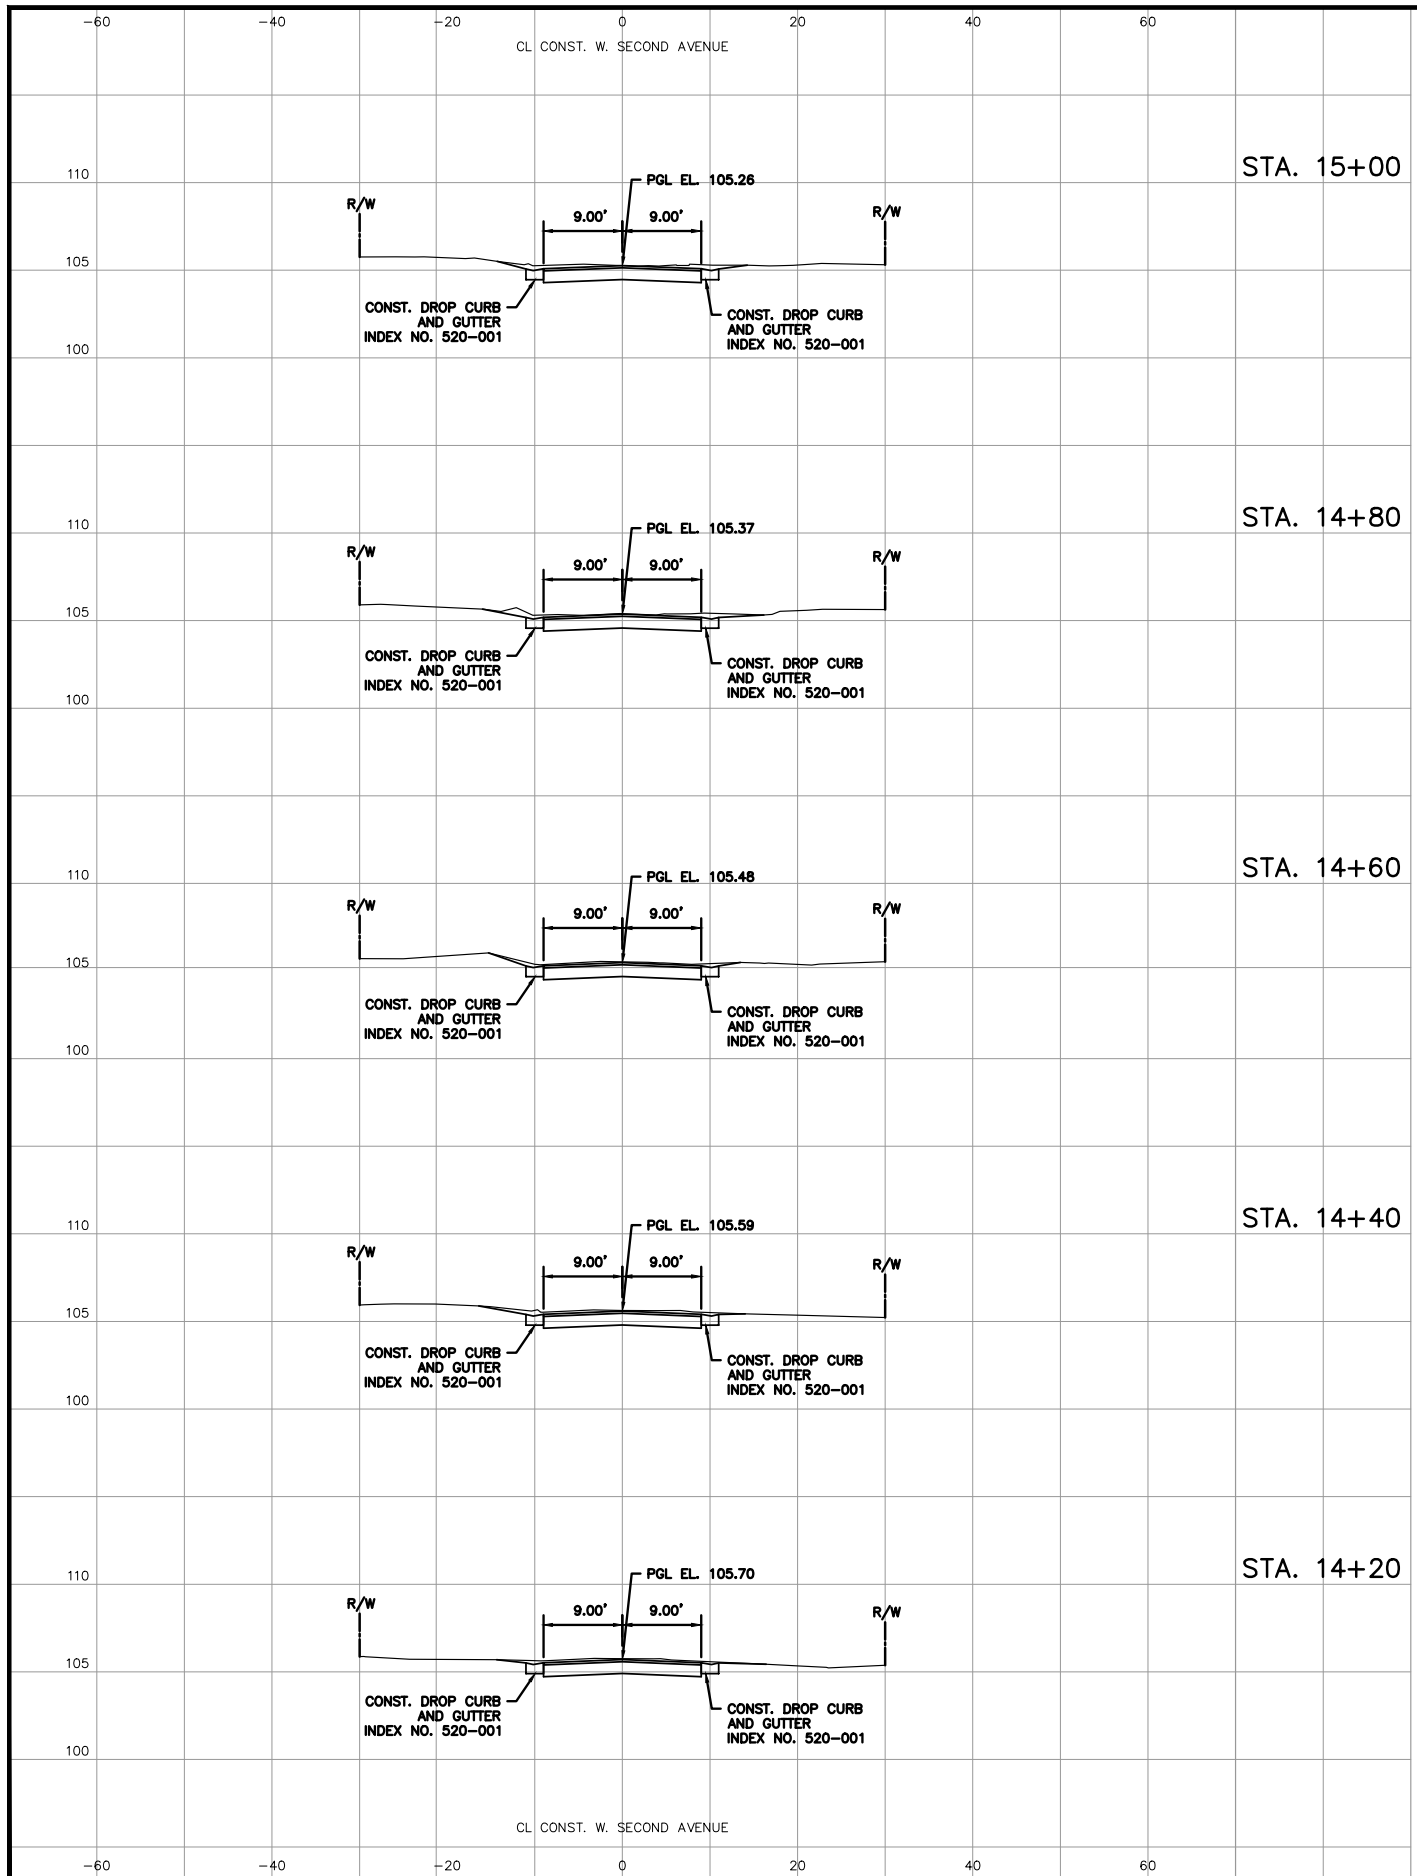 -60 -40 -20 0 20 40 60
CL CONST. W. SECOND AVENUE
STA. 15+00
110
PGL EL. 105.26
R/W
R/W
9.00' 9.00'
105
CONST. DROP CURB
AND GUTTER
INDEX NO. 520-001
CONST. DROP CURB
AND GUTTER
INDEX NO. 520-001
100
STA. 14+80
110
PGL EL. 105.37
R/W
R/W
9.00' 9.00'
105
CONST. DROP CURB
AND GUTTER
INDEX NO. 520-001
CONST. DROP CURB
AND GUTTER
INDEX NO. 520-001
100
STA. 14+60
110
PGL EL. 105.48
R/W
R/W
9.00' 9.00'
105
CONST. DROP CURB
AND GUTTER
INDEX NO. 520-001
CONST. DROP CURB
AND GUTTER
INDEX NO. 520-001
100
STA. 14+40
110
PGL EL. 105.59
R/W
R/W
9.00' 9.00'
105
CONST. DROP CURB
AND GUTTER
INDEX NO. 520-001
CONST. DROP CURB
AND GUTTER
INDEX NO. 520-001
100
STA. 14+20
110
PGL EL. 105.70
R/W
R/W
9.00' 9.00'
105
CONST. DROP CURB
AND GUTTER
INDEX NO. 520-001
CONST. DROP CURB
AND GUTTER
INDEX NO. 520-001
100
CL CONST. W. SECOND AVENUE
-60 -40 -20 0 20 40 60